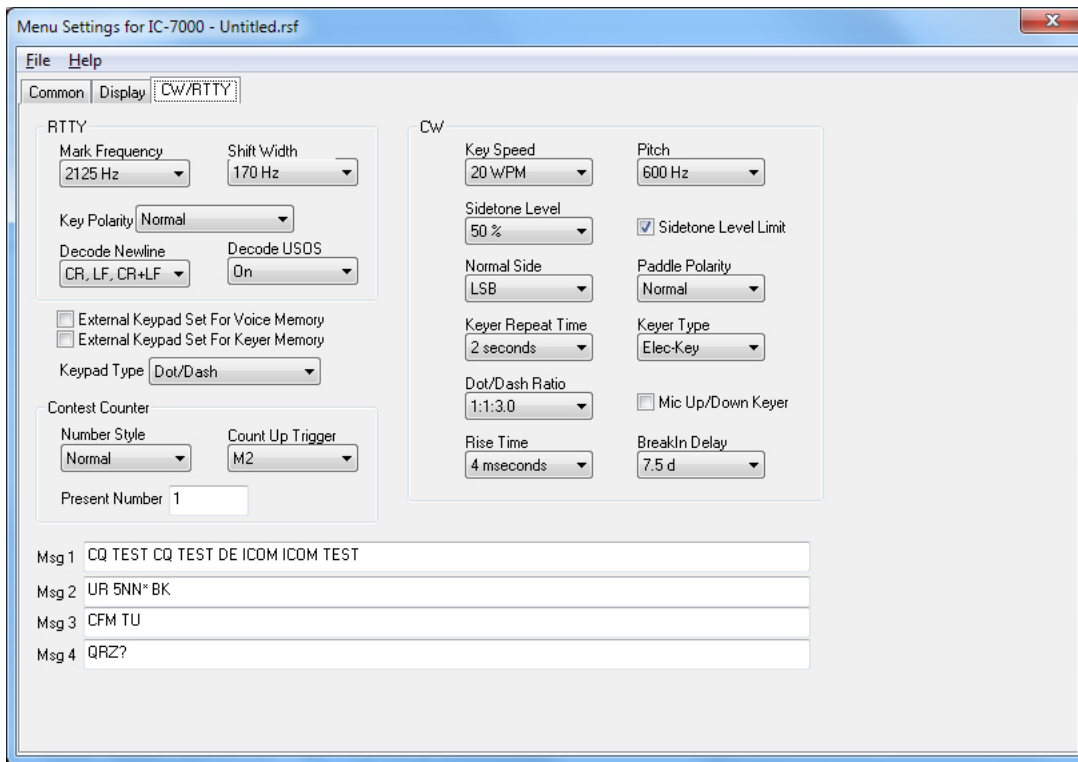 Menu Settings for IC-7000 - Untitled.rsf
File Help
Common Display CW/RTTY
RTTY
Mark Frequency Shift Width
2125 Hz 170 Hz
Key Polarity Normal
Decode Newline Decode USOS
CR, LF, CR+LF On
External Keypad Set For Voice Memory
External Keypad Set For Keyer Memory
Keypad Type Dot/Dash
Contest Counter
Number Style Count Up Trigger
Normal M2
Present Number 1
CW
Key Speed Pitch
20 WPM 600 Hz
Sidetone Level
50 % Sidetone Level Limit
Normal Side Paddle Polarity
LSB Normal
Keyer Repeat Time Keyer Type
2 seconds Elec-Key
Dot/Dash Ratio
1:1:3.0 Mic Up/Down Keyer
Rise Time BreakIn Delay
4 mseconds 7.5 d
Msg 1 CQ TEST CQ TEST DE ICOM ICOM TEST
Msg 2 UR 5NN* BK
Msg 3 CFM TU
Msg 4 QRZ?